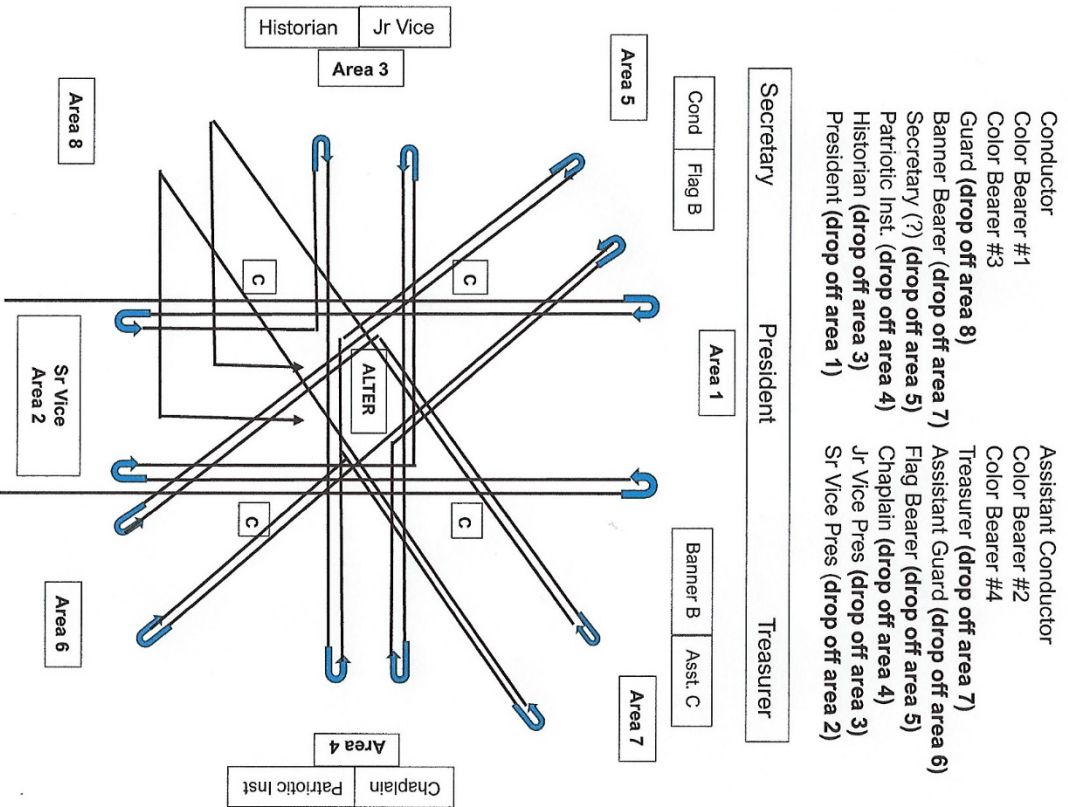 Conductor
Color Bearer #1
Color Bearer #3
Guard (drop off area 8)
Banner Bearer (drop off area 7)
Secretary (?) (drop off area 5)
Patriotic Inst. (drop off area 4)
Historian (drop off area 3)
President (drop off area 1)
Assistant Conductor
Color Bearer #2
Color Bearer #4
Treasurer (drop off area 7)
Assistant Guard (drop off area 6)
Flag Bearer (drop off area 5)
Chaplain (drop off area 4)
Jr Vice Pres (drop off area 3)
Sr Vice Pres (drop off area 2)
Secretary President Treasurer
Cond Flag B
Area 1
Banner B Asst. C
Area 5
Area 7
Historian Jr Vice
Area 3
Area 4
Chaplain
Patriotic Inst
C
C
ALTER
C
C
Area 8
Sr Vice
Area 2
Area 6